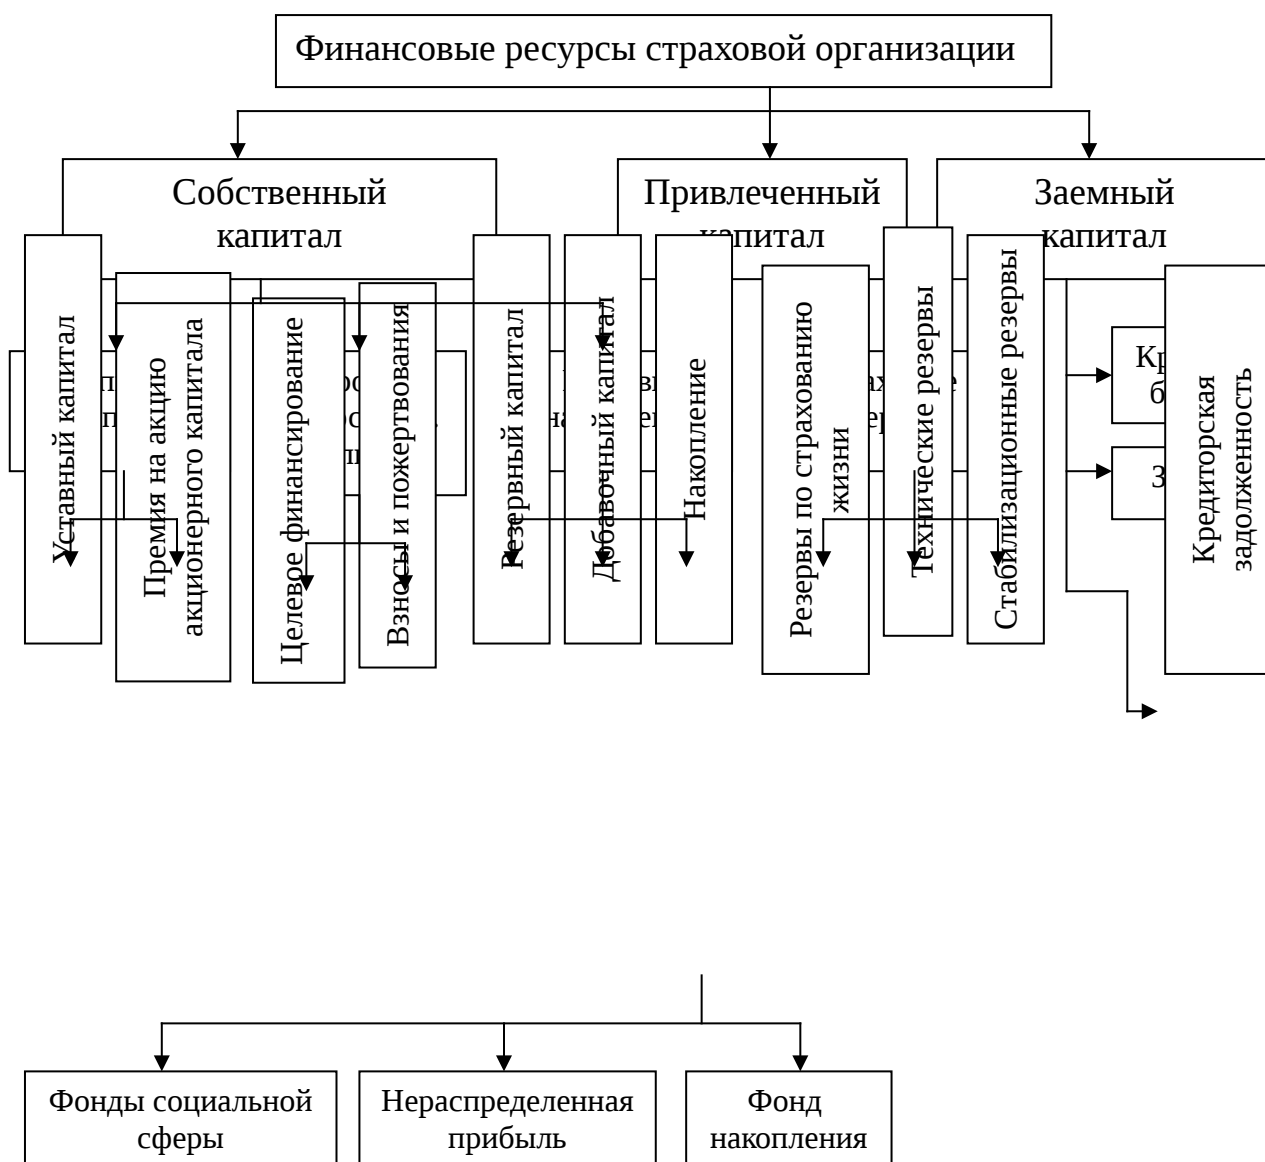 Финансовые ресурсы страховой организации
Собственный
капитал
Привлеченный
капитал
Заемный
капитал
Уставный капитал
Премия на акцию
акционерного капитала
Целевое финансирование
Взносы и пожертвования
Резервный капитал
Добавочный капитал
Накопление
Резервы по страхованию
жизни
Технические резервы
Стабилизационные резервы
Кредиторская
задолженность
Фонды социальной
сферы
Нераспределенная
прибыль
Фонд
накопления